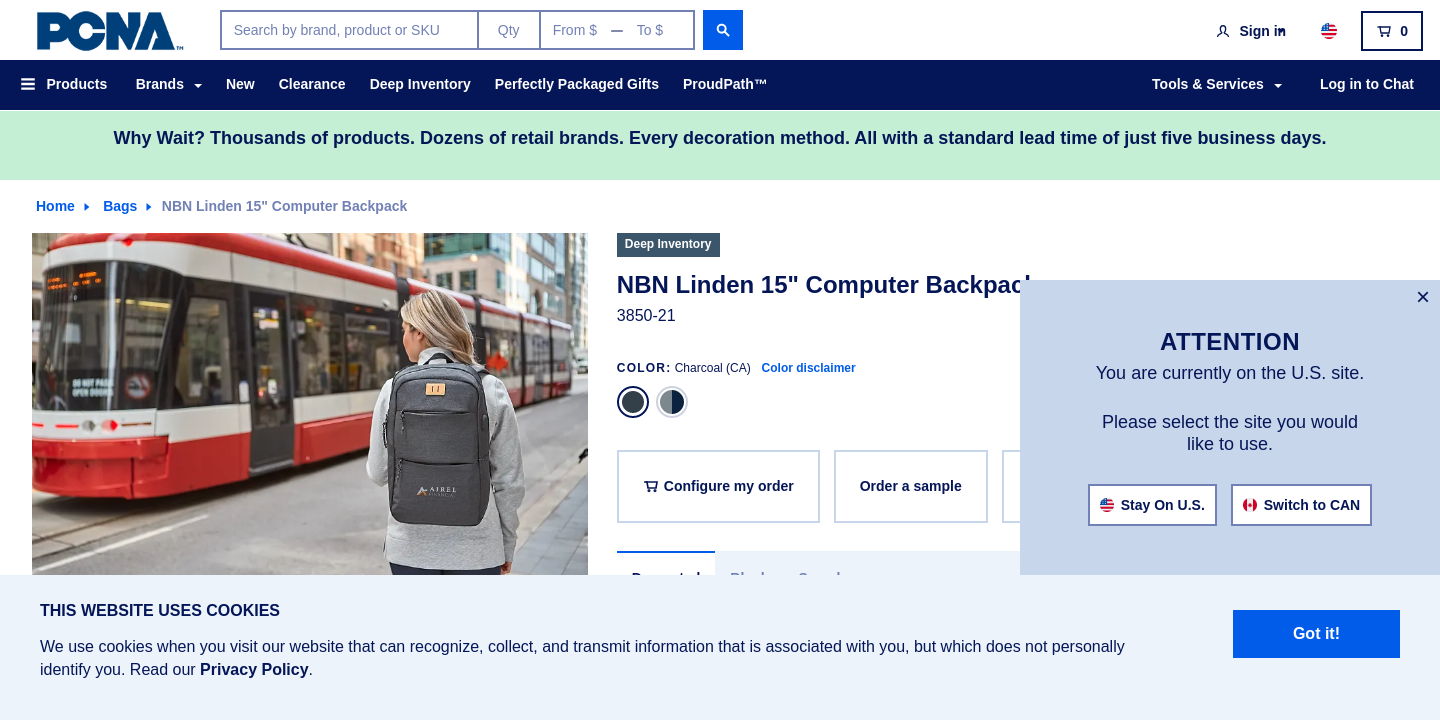 PCNA™
Search by brand, product or SKU
Qty
From $ — To $
Sign in
0
Products
Brands
New
Clearance
Deep Inventory
Perfectly Packaged Gifts
ProudPath™
Tools & Services
Log in to Chat
Why Wait? Thousands of products. Dozens of retail brands. Every decoration method. All with a standard lead time of just five business days.
Home
Bags
NBN Linden 15" Computer Backpack
DO NOT PASS
OPEN DOORS
AJREL
FINANCIAL
Deep Inventory
NBN Linden 15" Computer Backpack
3850-21
COLOR: Charcoal (CA) Color disclaimer
Configure my order
Order a sample
×
ATTENTION
You are currently on the U.S. site.
Please select the site you would
like to use.
Stay On U.S.
Switch to CAN
THIS WEBSITE USES COOKIES
We use cookies when you visit our website that can recognize, collect, and transmit information that is associated with you, but which does not personally
identify you. Read our Privacy Policy.
Got it!